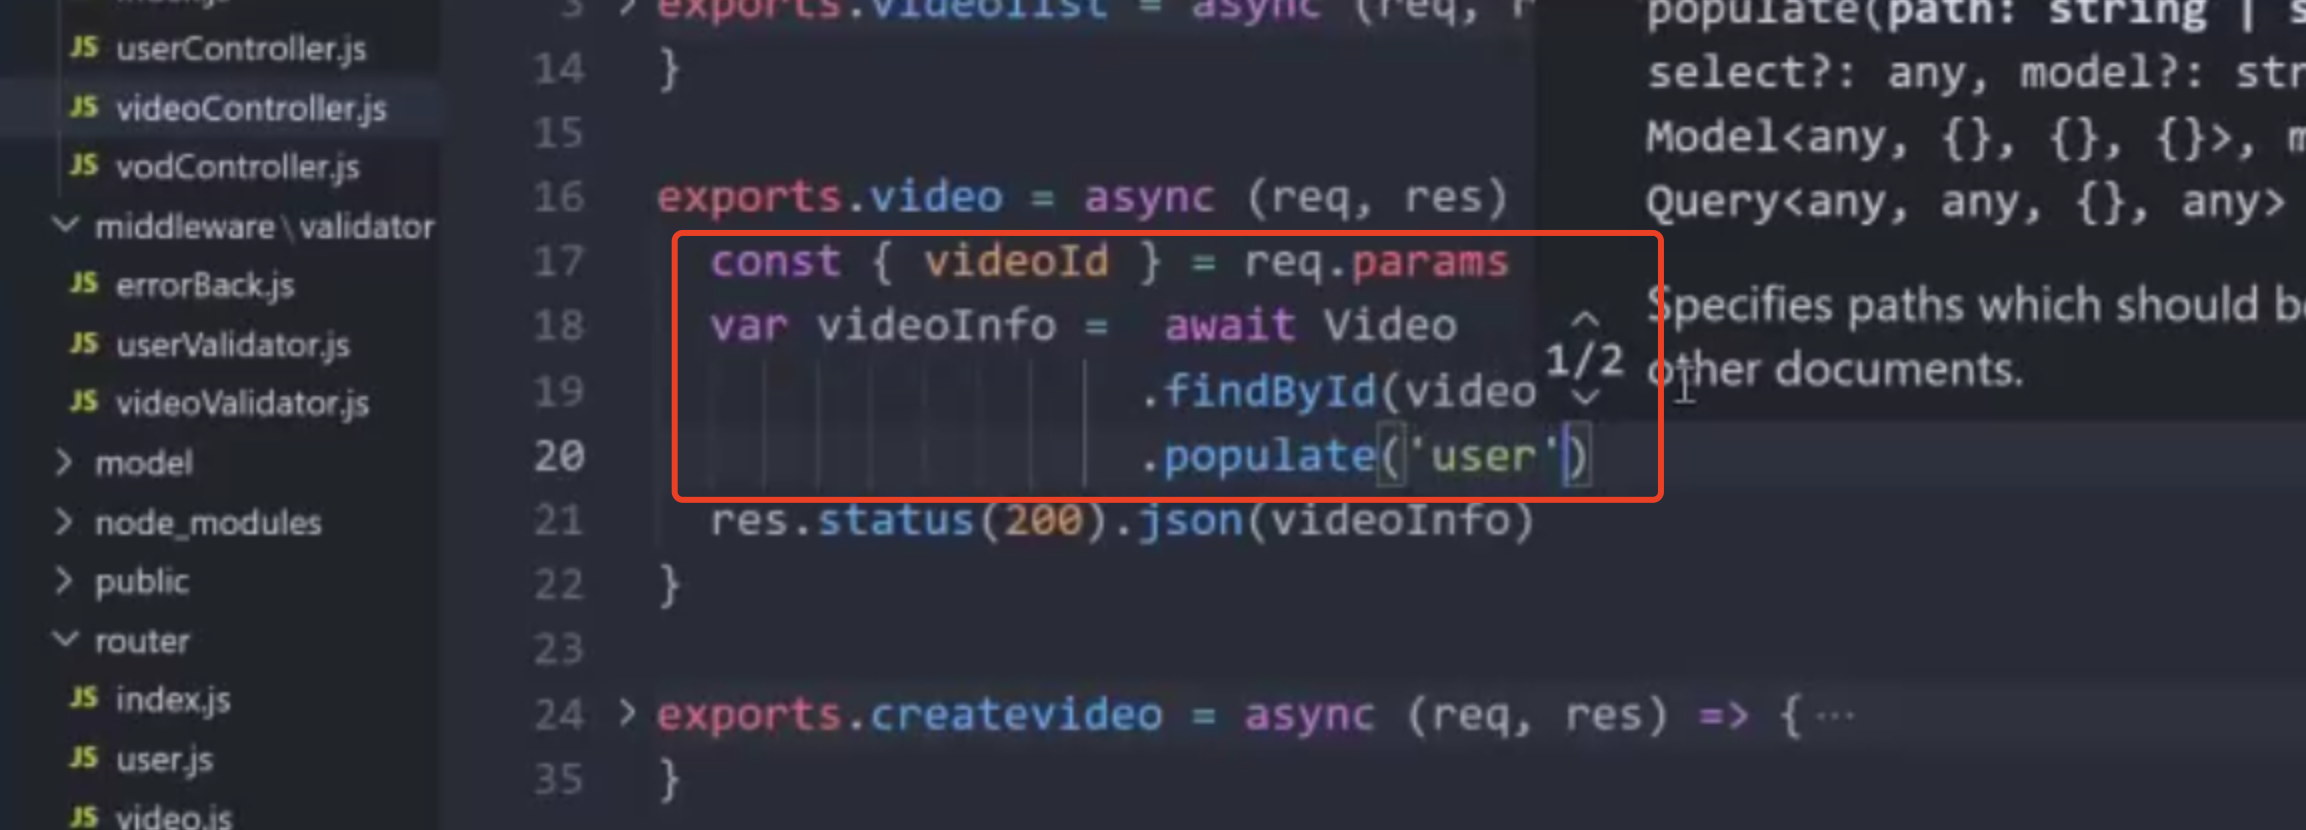 JS userController.js
JS videoController.js
JS vodController.js
middleware\validator
JS errorBack.js
JS userValidator.js
JS videoValidator.js
model
node_modules
public
router
JS index.js
JS user.js
JS video.js
3 exports.videolist = async (req, r
14 }
15
16 exports.video = async (req, res)
17 const { videoId } = req.params
18 var videoInfo = await Video
19 .findById(video
20 .populate('user')
21 res.status(200).json(videoInfo)
22 }
23
24 exports.createvideo = async (req, res) => {···
35 }
1/2
populate(path: string | s
select?: any, model?: str
Model<any, {}, {}, {}>, m
Query<any, any, {}, any>
Specifies paths which should be
other documents.